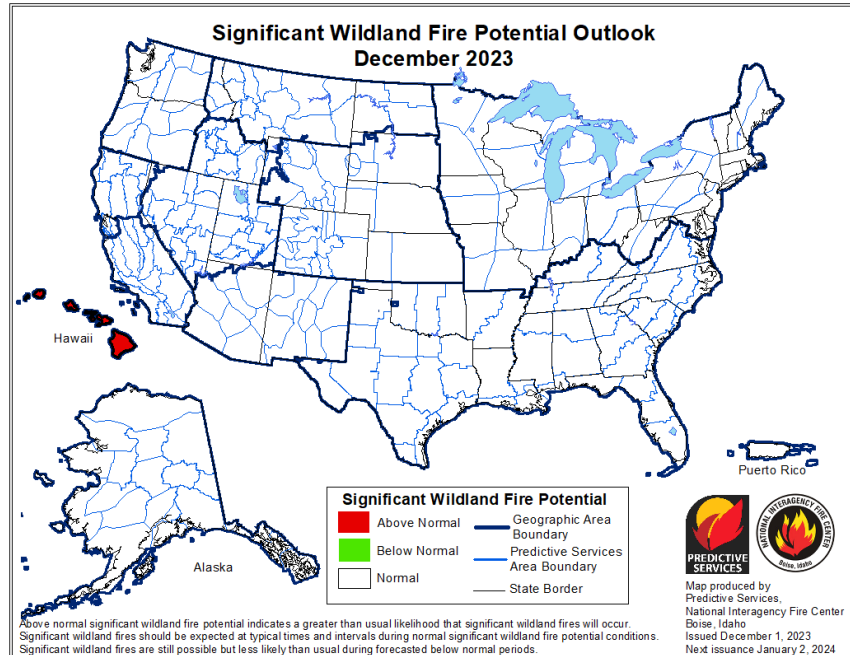 Significant Wildland Fire Potential Outlook
December 2023
Hawaii
Puerto Rico
Alaska
Significant Wildland Fire Potential
Above Normal
Below Normal
Normal
Geographic Area
Boundary
Predictive Services
Area Boundary
State Border
PREDICTIVE
SERVICES
NATIONAL INTERAGENCY FIRE CENTER
Boise, Idaho
Map produced by
Predictive Services,
National Interagency Fire Center
Boise, Idaho
Issued December 1, 2023
Next issuance January 2, 2024
Above normal significant wildland fire potential indicates a greater than usual likelihood that significant wildland fires will occur.
Significant wildland fires should be expected at typical times and intervals during normal significant wildland fire potential conditions.
Significant wildland fires are still possible but less likely than usual during forecasted below normal periods.